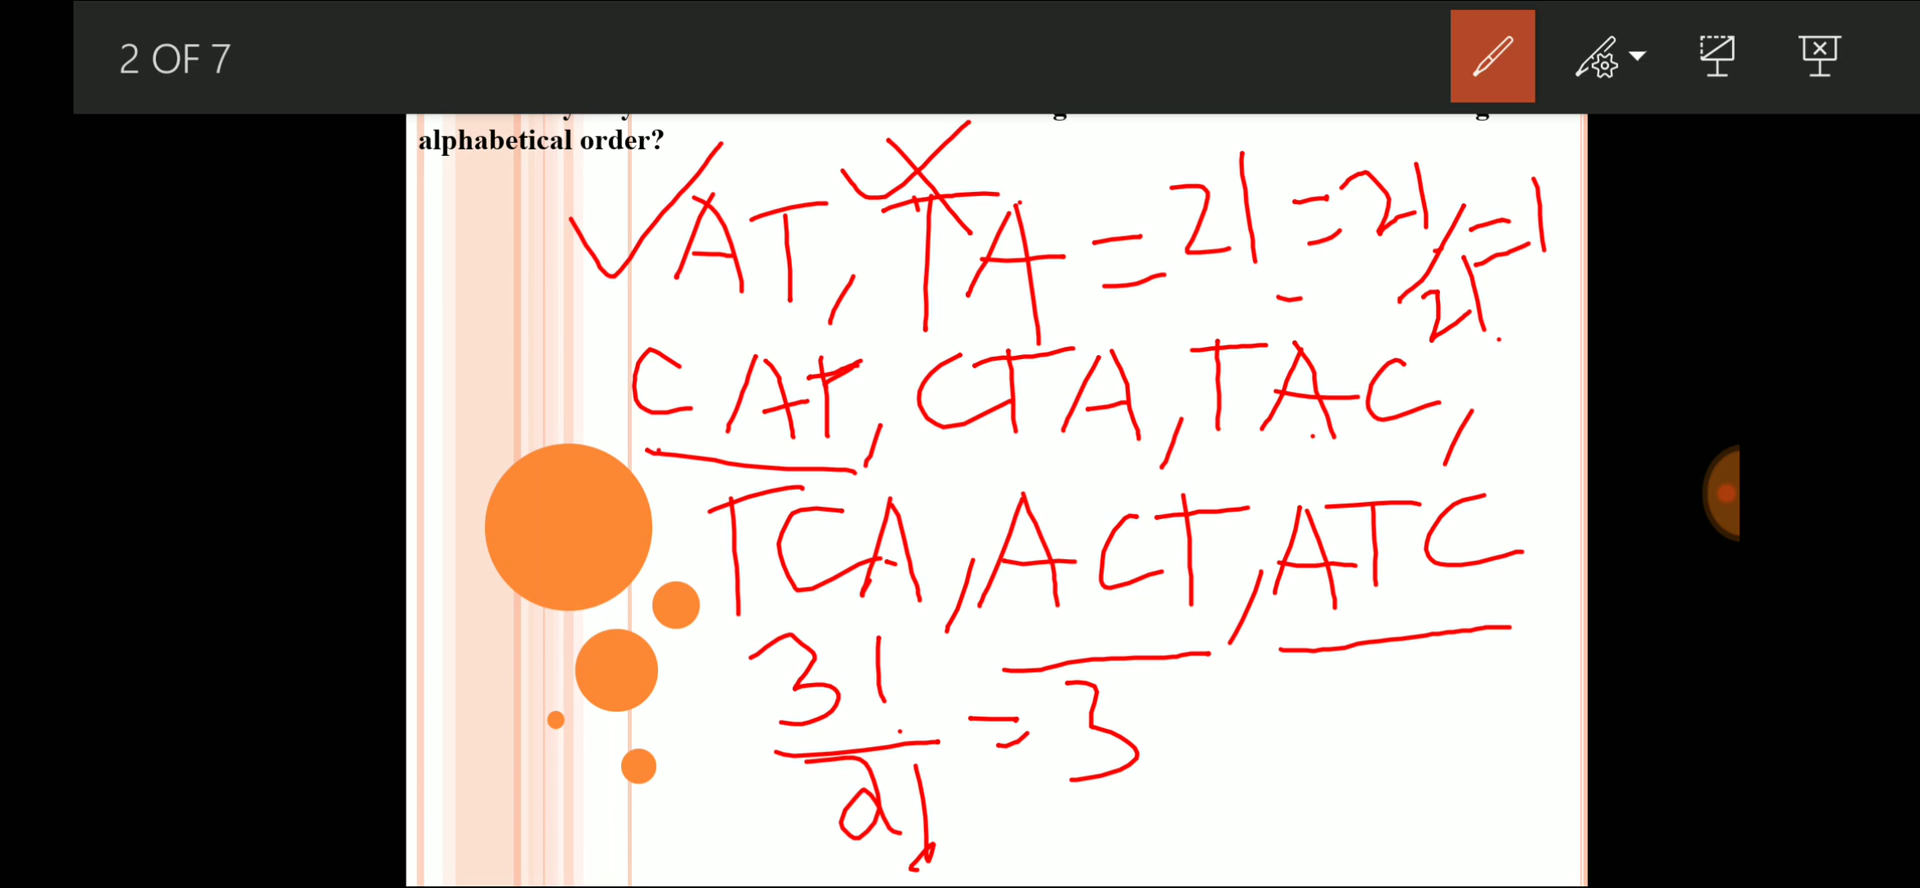 2 OF 7
alphabetical order?
AT, TA = 2! = 2!/2! = 1
CAT, CTA, TAC,
TCA, ACT, ATC
3!/2! = 3